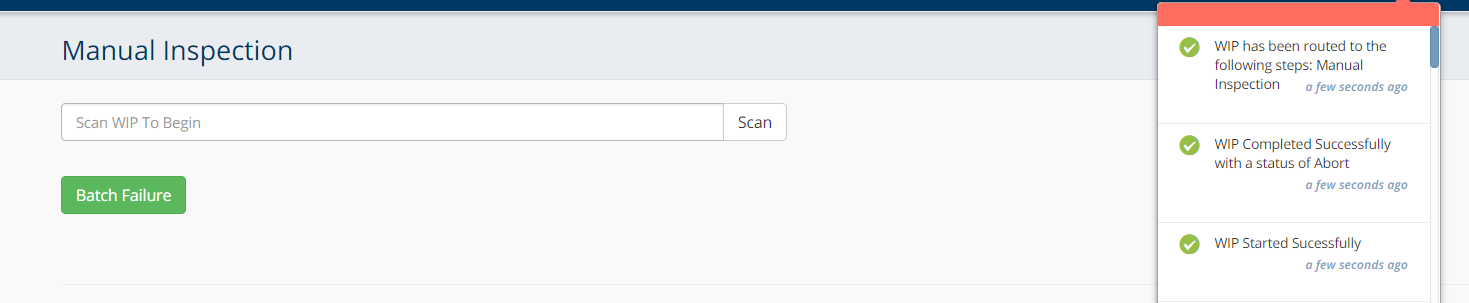 Manual Inspection
Scan WIP To Begin
Scan
Batch Failure
WIP has been routed to the
following steps: Manual
Inspection
a few seconds ago
WIP Completed Successfully
with a status of Abort
a few seconds ago
WIP Started Sucessfully
a few seconds ago